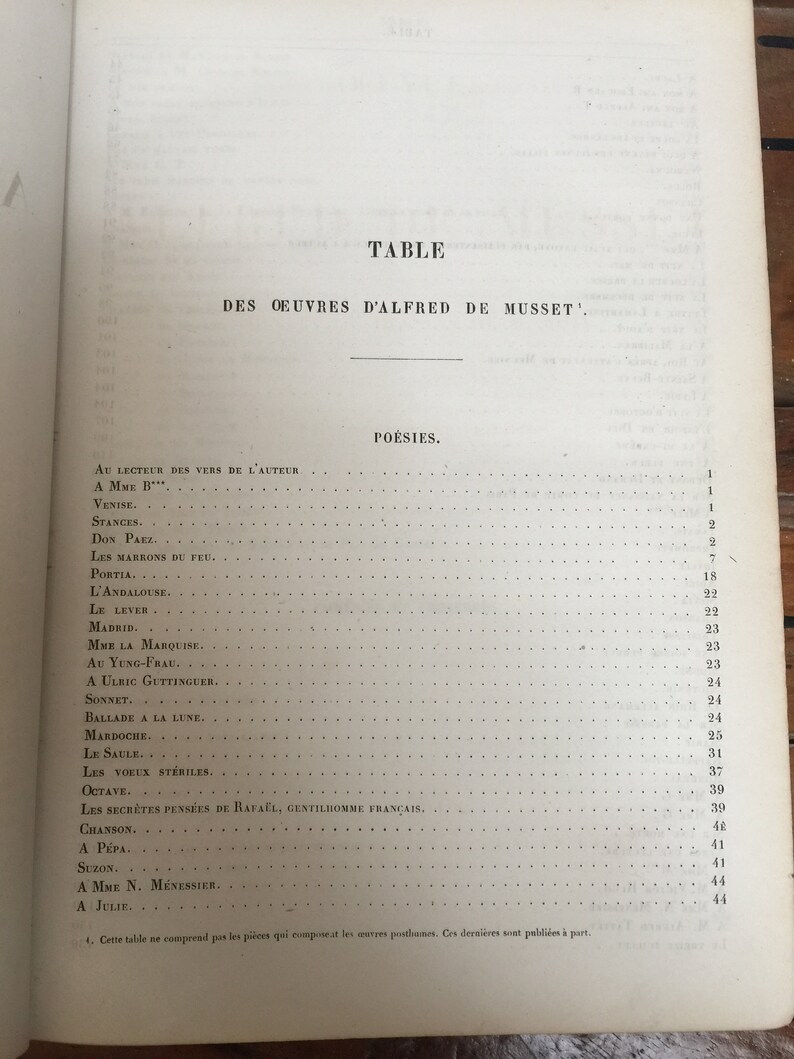 TABLE
DES ŒUVRES D'ALFRED DE MUSSET¹.
POÉSIES.
AU LECTEUR DES VERS DE L'AUTEUR . . . . . . . . . . 1
A MME B***. . . . . . . . . . 1
VENISE. . . . . . . . . . 1
STANCES. . . . . . . . . . 2
DON PAEZ. . . . . . . . . . 2
LES MARRONS DU FEU. . . . . . . . . . 7
PORTIA. . . . . . . . . . 18
L'ANDALOUSE. . . . . . . . . . 22
LE LEVER . . . . . . . . . . 22
MADRID. . . . . . . . . . 23
MME LA MARQUISE. . . . . . . . . . 23
AU YUNG-FRAU. . . . . . . . . . 23
A ULRIC GUTTINGUER. . . . . . . . . . 24
SONNET. . . . . . . . . . 24
BALLADE A LA LUNE. . . . . . . . . . 24
MARDOCHE. . . . . . . . . . 25
LE SAULE. . . . . . . . . . 31
LES VOEUX STÉRILES. . . . . . . . . . 37
OCTAVE. . . . . . . . . . 39
LES SECRÈTES PENSÉES DE RAFAËL, GENTILHOMME FRANÇAIS. . . . . . . . . . 39
CHANSON. . . . . . . . . .
A PÉPA. . . . . . . . . . 41
SUZON. . . . . . . . . . 41
A MME N. MÉNESSIER. . . . . . . . . . 44
A JULIE. . . . . . . . . . 44
1. Cette table ne comprend pas les pièces qui composent les œuvres posthumes. Ces dernières sont publiées à part.